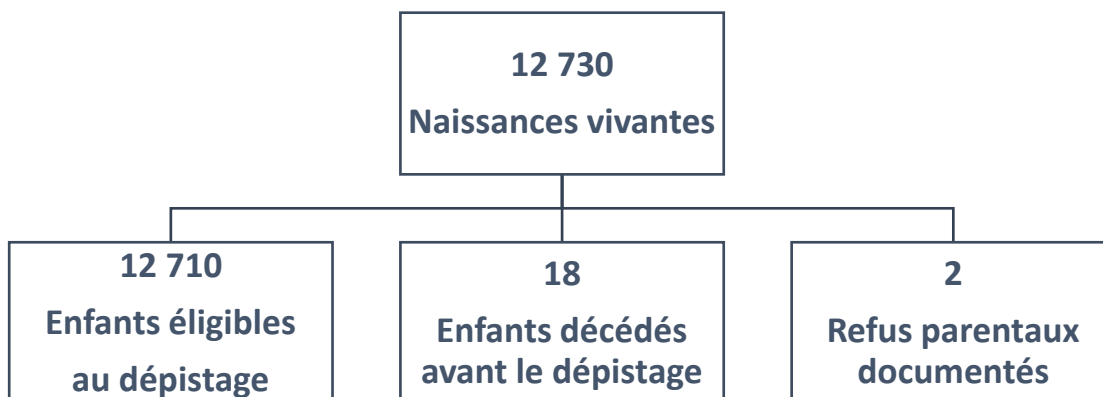 12 730
Naissances vivantes
12 710
Enfants éligibles
au dépistage
18
Enfants décédés
avant le dépistage
2
Refus parentaux
documentés